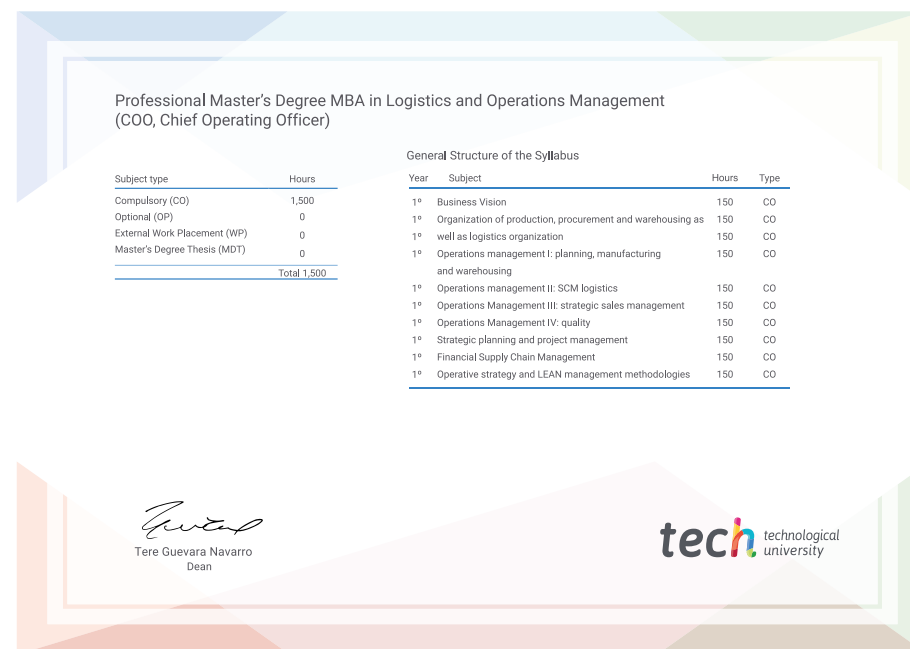 Professional Master's Degree MBA in Logistics and Operations Management
(COO, Chief Operating Officer)
Subject type Hours
Compulsory (CO) 1,500
Optional (OP) 0
External Work Placement (WP) 0
Master's Degree Thesis (MDT) 0
Total 1,500
General Structure of the Syllabus
Year Subject Hours Type
1º Business Vision 150 CO
1º Organization of production, procurement and warehousing as 150 CO
1º well as logistics organization 150 CO
1º Operations management I: planning, manufacturing 150 CO
and warehousing
1º Operations management II: SCM logistics 150 CO
1º Operations Management III: strategic sales management 150 CO
1º Operations Management IV: quality 150 CO
1º Strategic planning and project management 150 CO
1º Financial Supply Chain Management 150 CO
1º Operative strategy and LEAN management methodologies 150 CO
Tere Guevara Navarro
Dean
tech technological
university